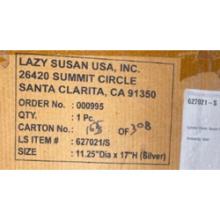 LAZY SUSAN USA, INC.
26420 SUMMIT CIRCLE
SANTA CLARITA, CA 91350
ORDER NO. : 000995
QTY. : 1 Pc.
CARTON NO. : 165 OF 308
LS ITEM # : 627021/S
SIZE : 11.25"Dia x 17"H (Silver)
627021-S